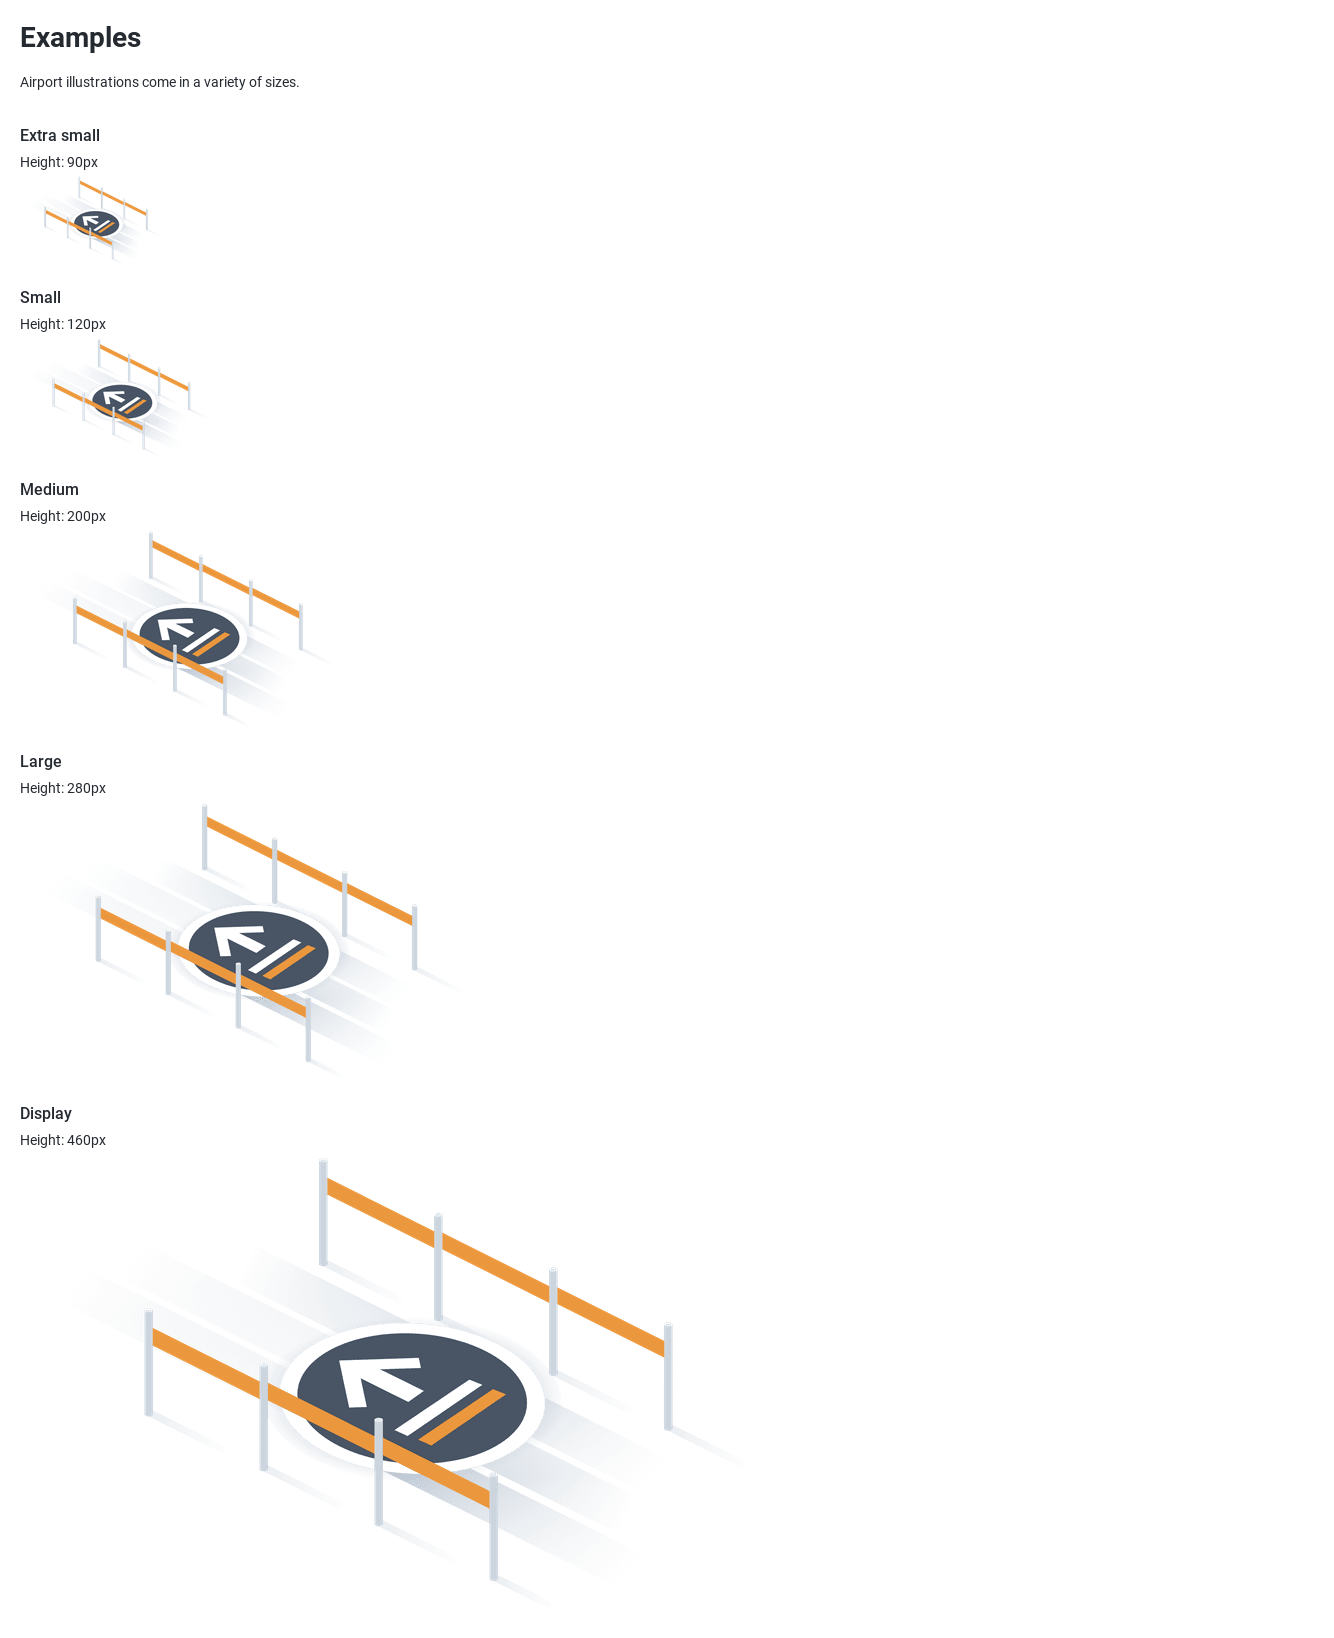 Examples
Airport illustrations come in a variety of sizes.
Extra small
Height: 90px
Small
Height: 120px
Medium
Height: 200px
Large
Height: 280px
Display
Height: 460px